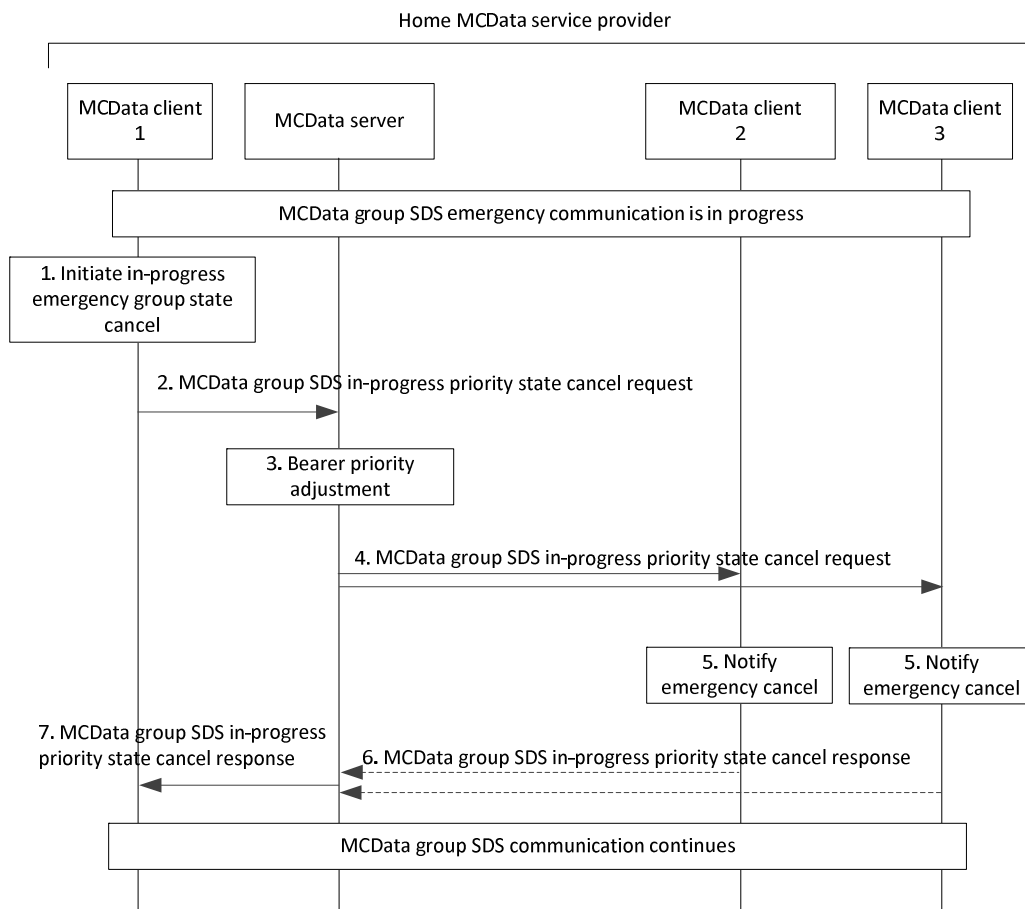 Home MCData service provider
MCData client
1
MCData server
MCData client
2
MCData client
3
MCData group SDS emergency communication is in progress
1. Initiate in-progress
emergency group state
cancel
2. MCData group SDS in-progress priority state cancel request
3. Bearer priority
adjustment
4. MCData group SDS in-progress priority state cancel request
5. Notify
emergency cancel
5. Notify
emergency cancel
7. MCData group SDS in-progress
priority state cancel response
6. MCData group SDS in-progress priority state cancel response
MCData group SDS communication continues